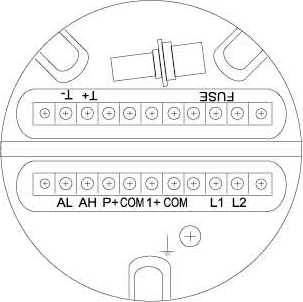 T- T+ FUSE
AL AH P+ COM 1+ COM L1 L2